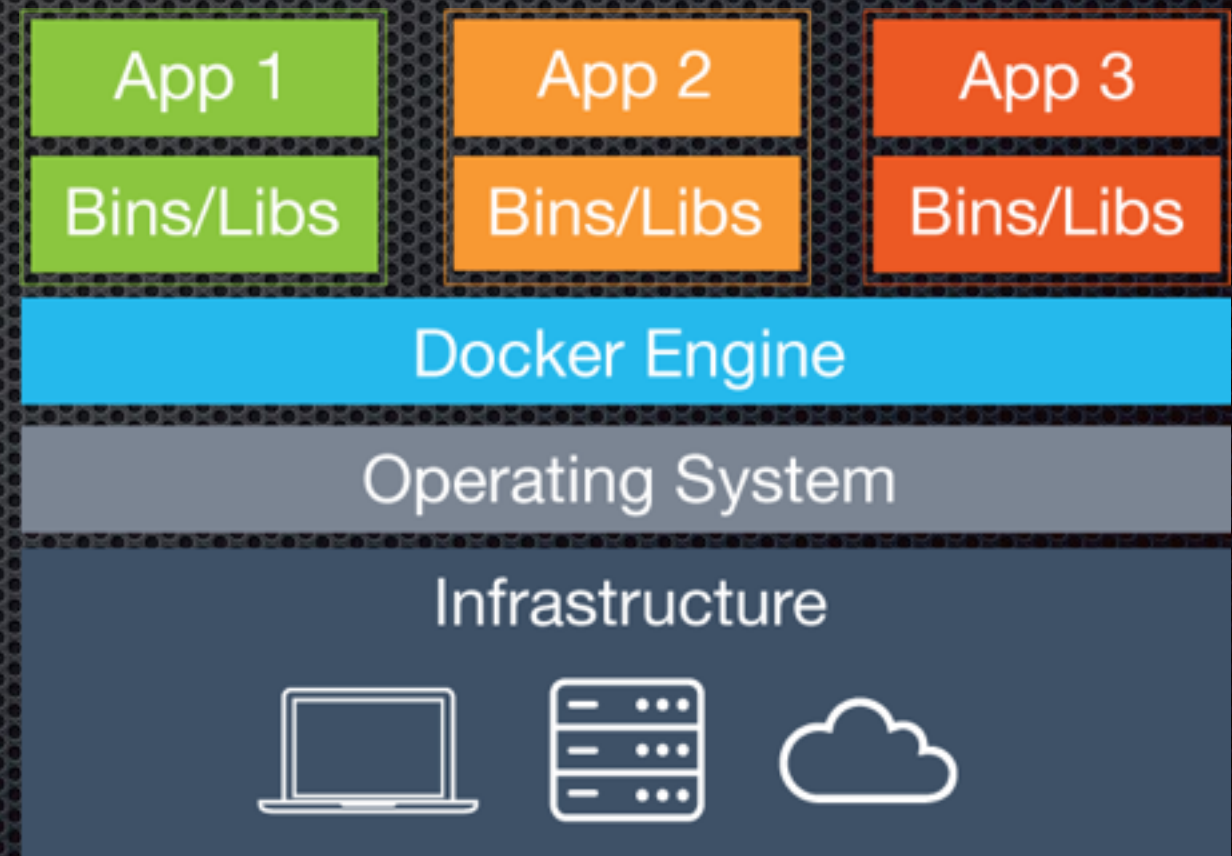 App 1
App 2
App 3
Bins/Libs
Bins/Libs
Bins/Libs
Docker Engine
Operating System
Infrastructure